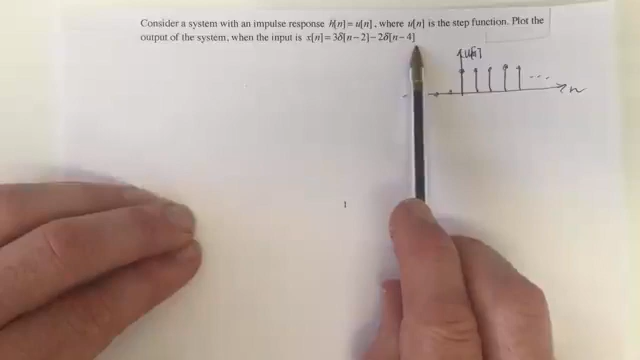 Consider a system with an impulse response h[n] = u[n], where u[n] is the step function. Plot the
output of the system, when the input is x[n] = 3δ[n−2] − 2δ[n−4]
u[n]
...
n
1